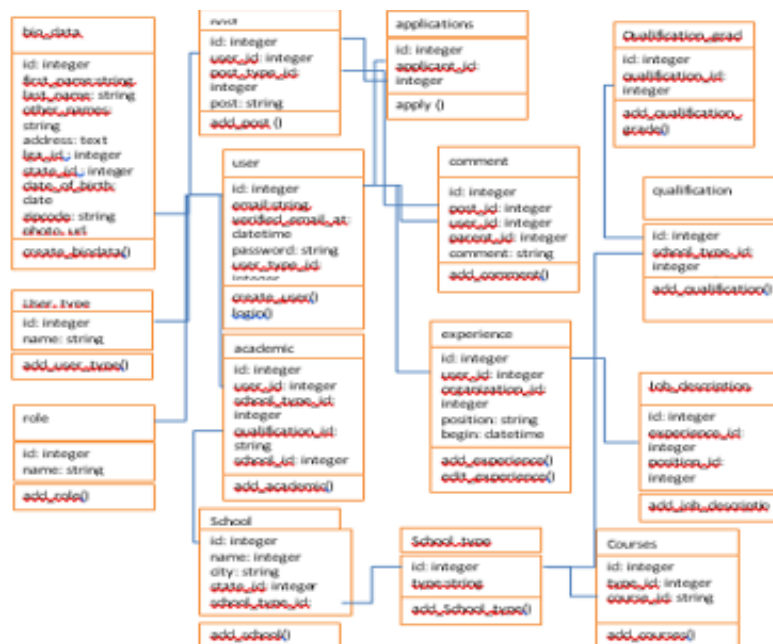 bio_data
id: integer
first_name:string
last_name: string
other_names:
string
address: text
lga_id_: integer
state_id_: integer
date_of_birth:
date
zipcode: string
photo_url
create_biodata()
User_type
id: integer
name: string
add_user_type()
role
id: integer
name: string
add_role()
post
id: integer
user_id: integer
post_type_id:
integer
post: string
add_post ()
user
id: integer
email:string
verified_email_at:
datetime
password: string
user_type_id:
integer
create_user()
login()
academic
id: integer
user_id: integer
school_type_id:
integer
qualification_id:
string
school_id: integer
add_academic()
School
id: integer
name: integer
city: string
state_id: integer
school_type_id:
add_school()
applications
id: integer
applicant_id:
integer
apply ()
comment
id: integer
post_id: integer
user_id: integer
parent_id: integer
comment: string
add_comment()
experience
id: integer
user_id: integer
organization_id:
integer
position: string
begin: datetime
add_experience()
edit_experience()
School_type
id: integer
type:string
add_School_type()
Qualification_grad
id: integer
qualification_id:
integer
add_qualification_
grade()
qualification
id: integer
school_type_id:
integer
add_qualification()
Job_description
id: integer
experience_id:
integer
position_id:
integer
add_job_descriptio
Courses
id: integer
type_id: integer
course_id: string
add_courses()